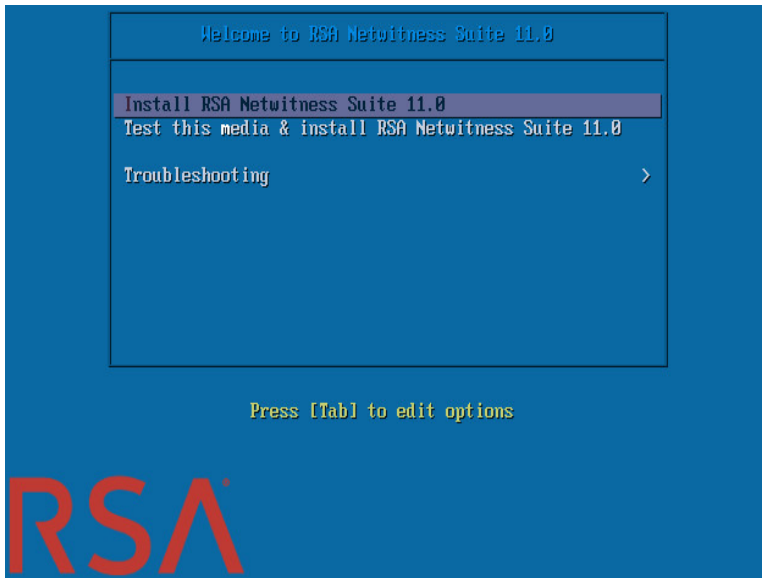 Welcome to RSA Netwitness Suite 11.0
Install RSA Netwitness Suite 11.0
Test this media & install RSA Netwitness Suite 11.0
Troubleshooting >
Press [Tab] to edit options
RSA